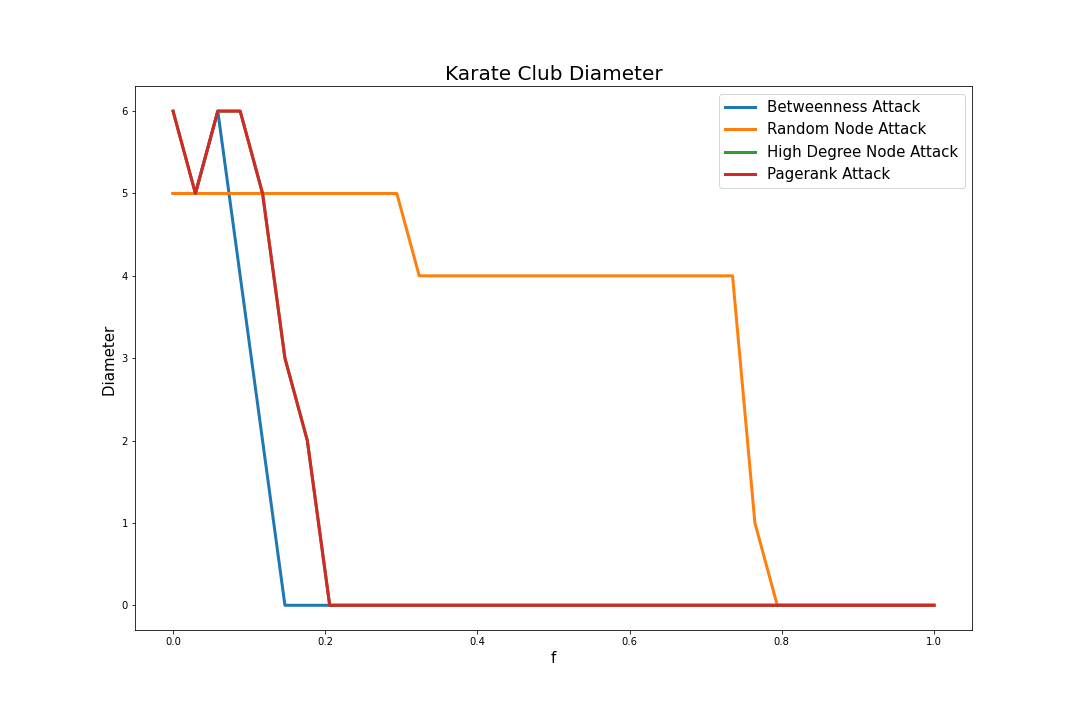 Karate Club Diameter
Betweenness Attack
Random Node Attack
High Degree Node Attack
Pagerank Attack
6
5
4
3
2
1
0
Diameter
0.0 0.2 0.4 0.6 0.8 1.0
f